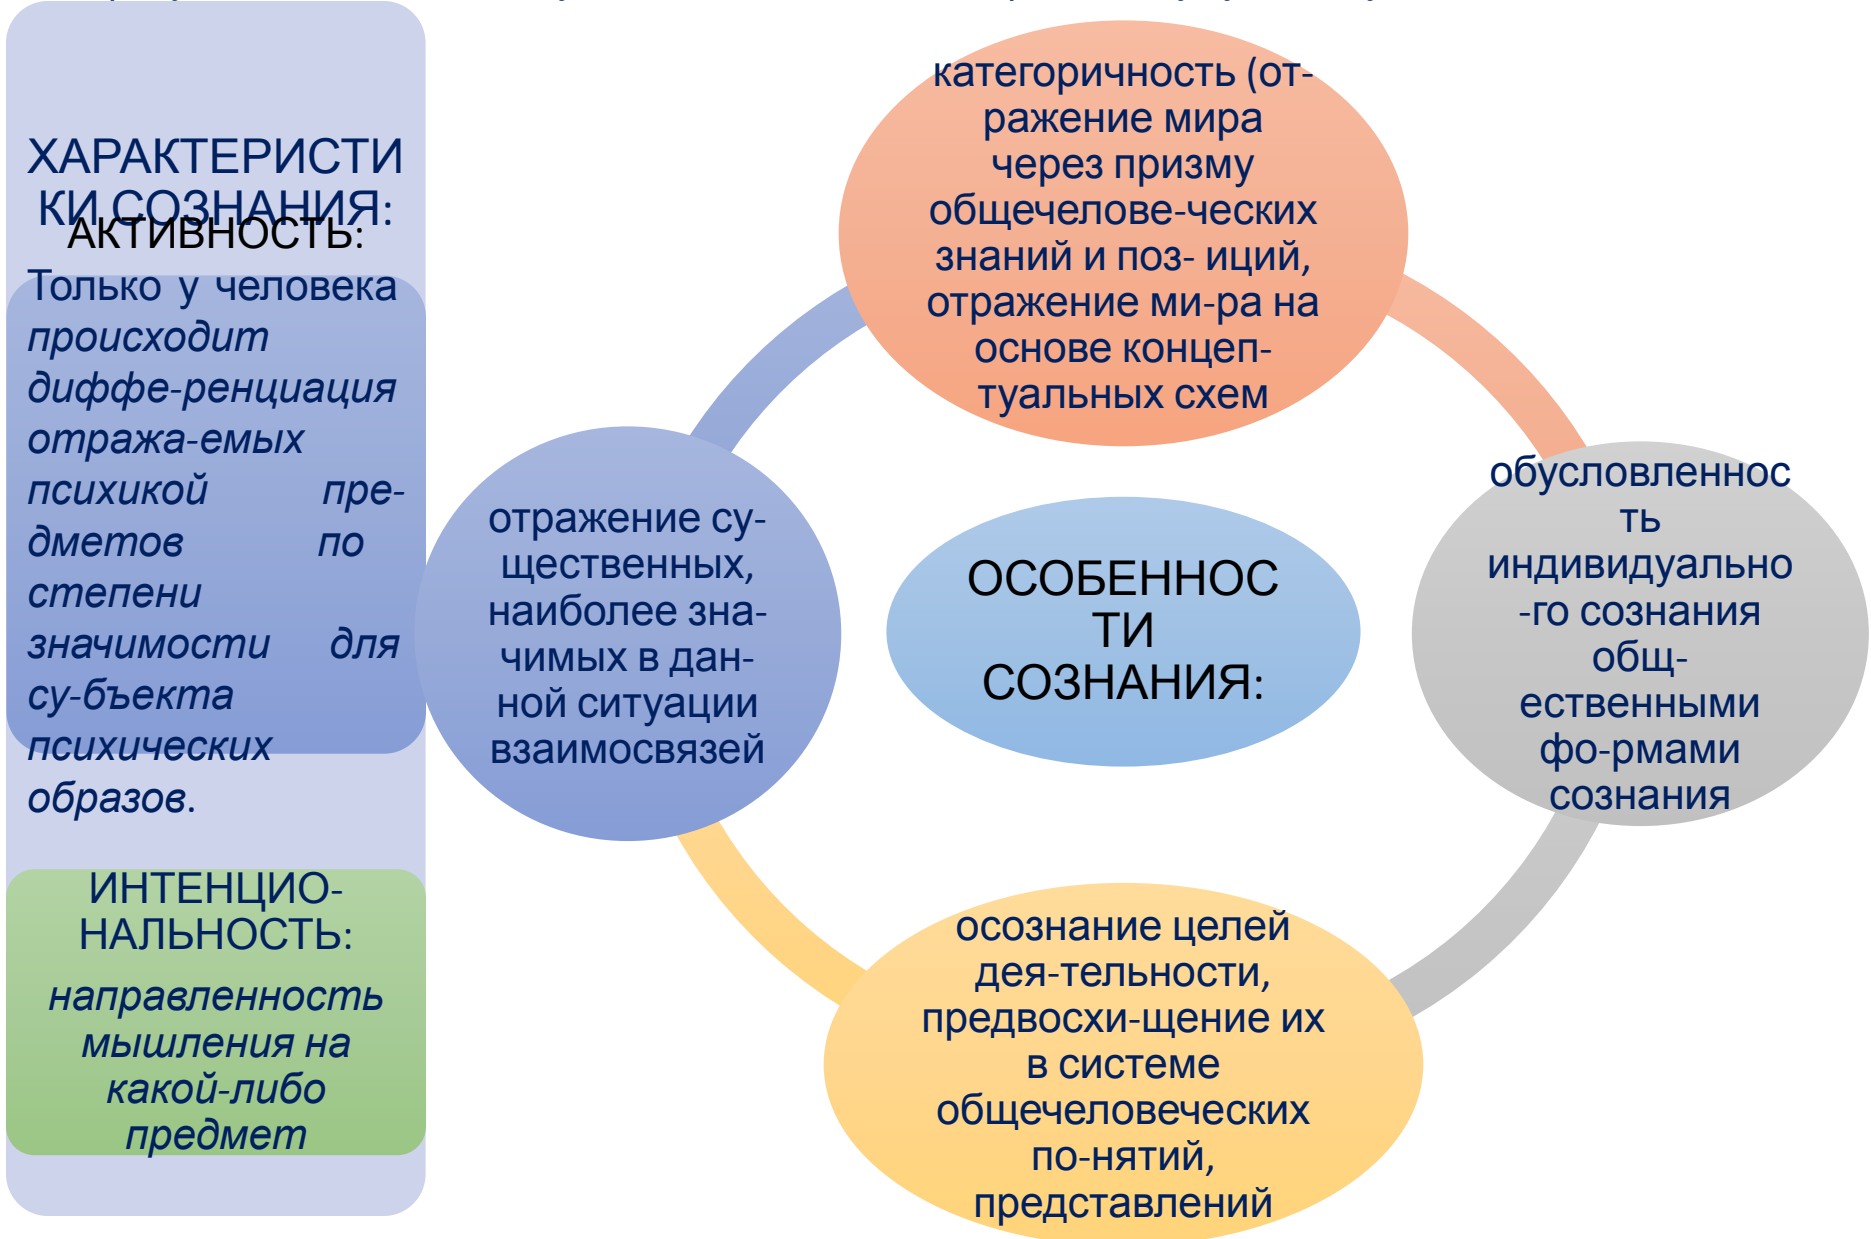 ХАРАКТЕРИСТИ
КИ СОЗНАНИЯ:
АКТИВНОСТЬ:
Только у человека
происходит
диффе-ренциация
отража-емых
психикой пре-
дметов по
степени
значимости для
су-бъекта
психических
образов.
ИНТЕНЦИО-
НАЛЬНОСТЬ:
направленность
мышления на
какой-либо
предмет
категоричность (от-
ражение мира
через призму
общечелове-ческих
знаний и поз- иций,
отражение ми-ра на
основе концеп-
туальных схем
отражение су-
щественных,
наиболее зна-
чимых в дан-
ной ситуации
взаимосвязей
ОСОБЕННОС
ТИ
СОЗНАНИЯ:
обусловленнос
ть
индивидуально
-го сознания
общ-
ественными
фо-рмами
сознания
осознание целей
дея-тельности,
предвосхи-щение их
в системе
общечеловеческих
по-нятий,
представлений